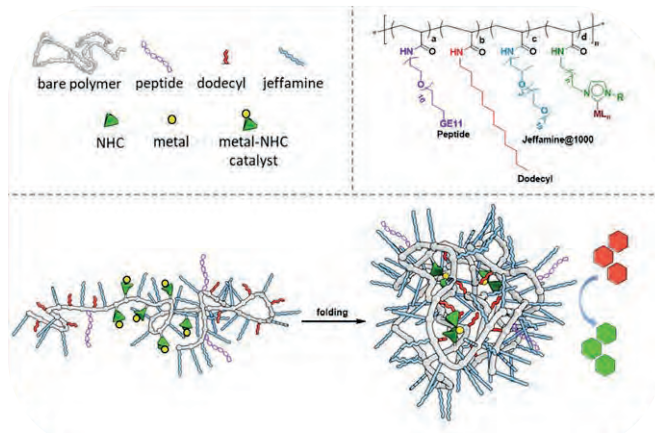 bare polymer peptide dodecyl jeffamine
NHC metal metal-NHC
catalyst
a b c d n
HN O HN O HN O HN O
O O N N R
GE11 O MLn
Peptide Jeffamine@1000
Dodecyl
folding